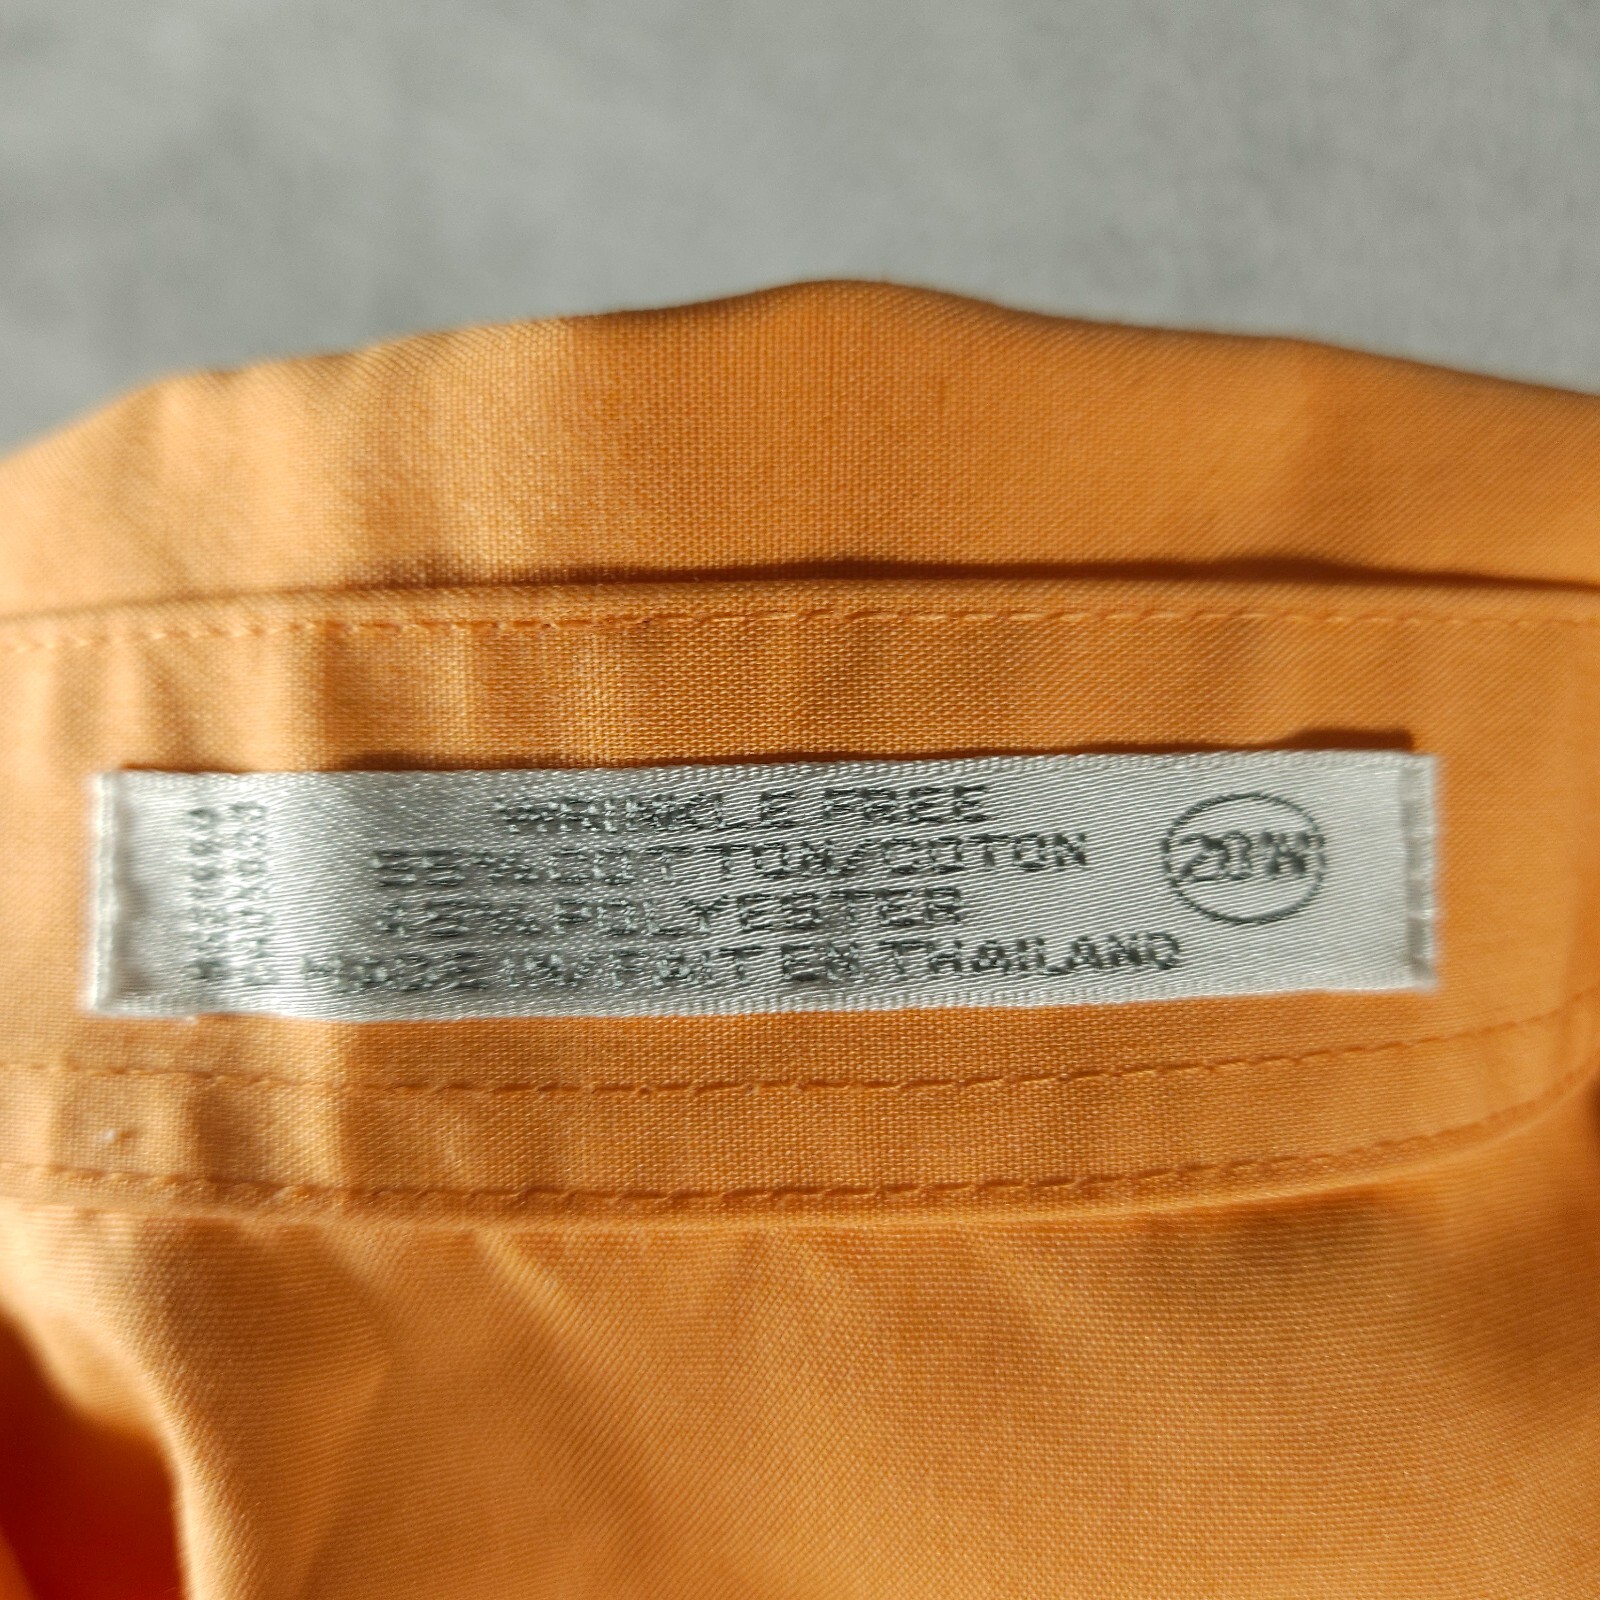 WRINKLE FREE
55% COTTON/COTON
45% POLYESTER
MADE IN/FAIT EN THAILAND
20W